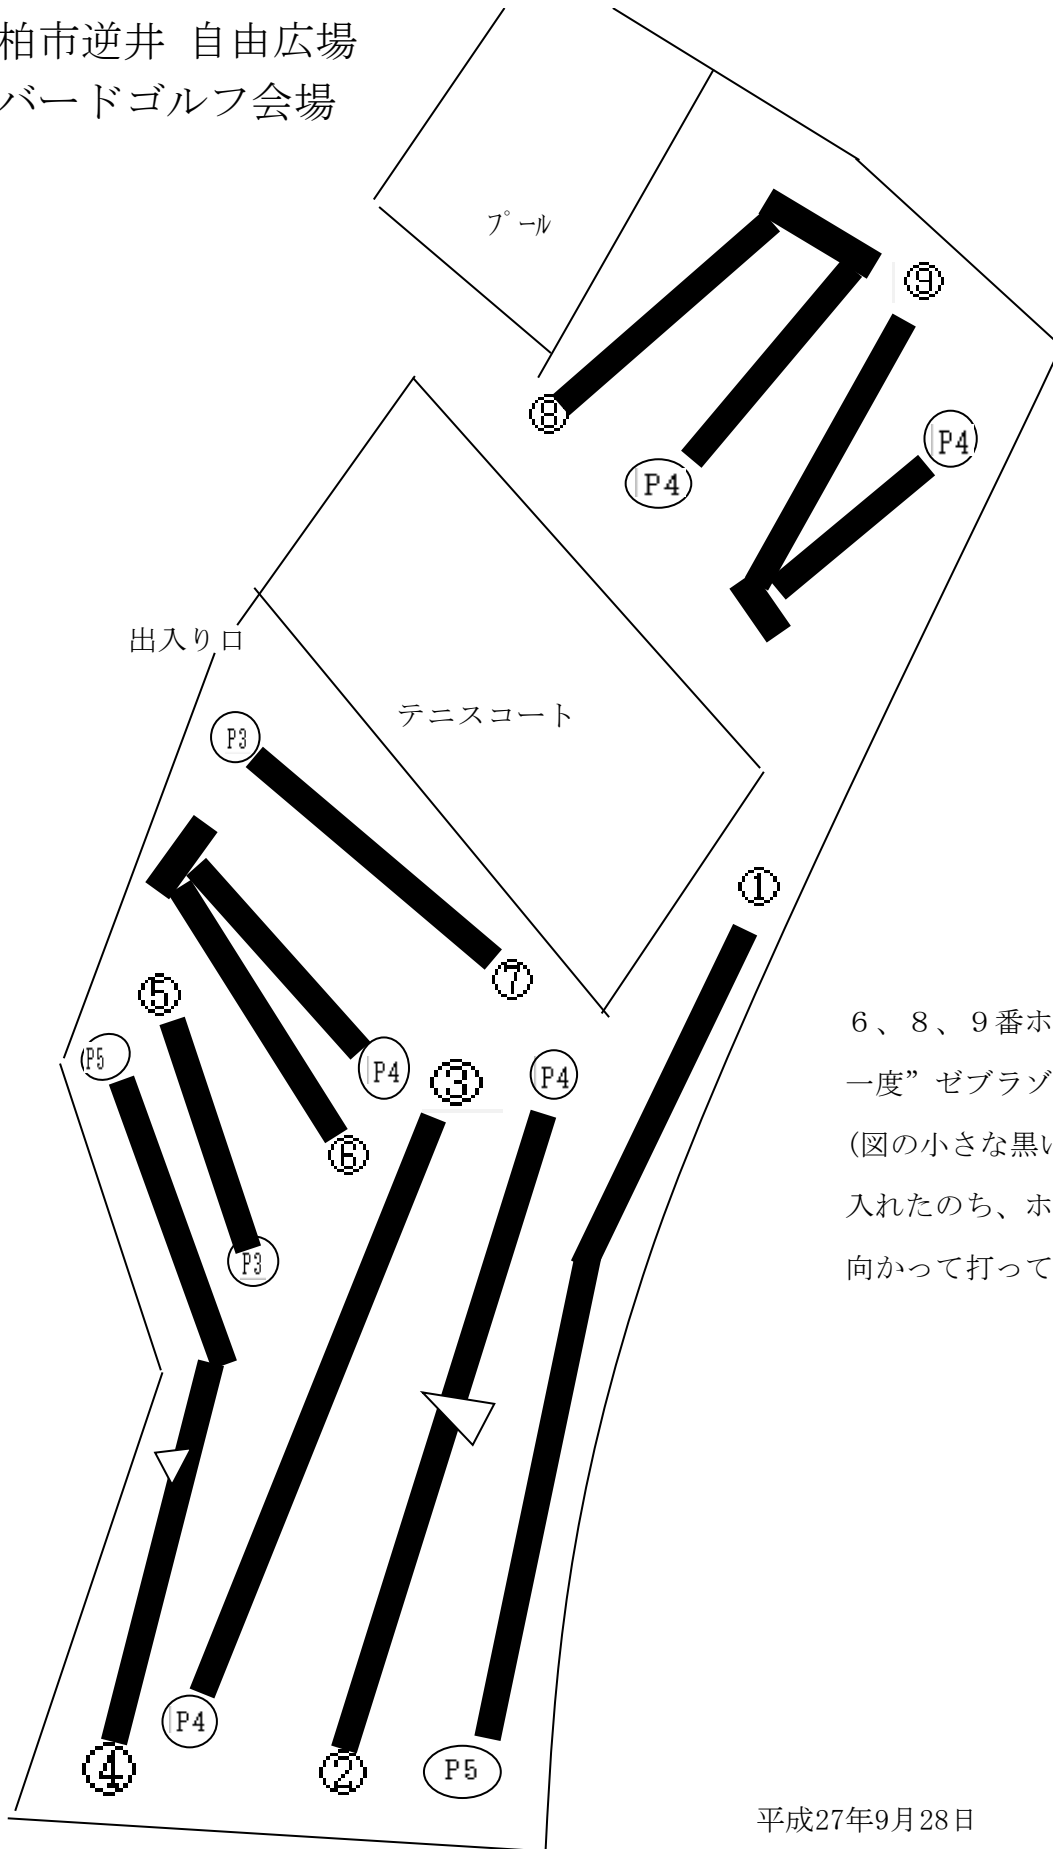 柏市逆井 自由広場
バードゴルフ会場
プール
⑨
⑧
P4
P4
出入り口
テニスコート
P3
①
⑦
⑤
6、8、9番ホ
P5
P4
③
P4
一度”ゼブラゾ
(図の小さな黒い
⑥
入れたのち、ホ
P3
向かって打って
P4
④
②
P5
平成27年9月28日